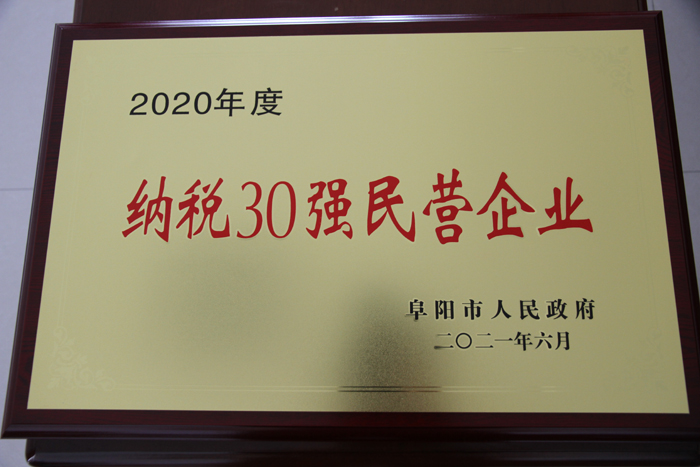 2020年度
纳税30强民营企业
阜阳市人民政府
二〇二一年六月